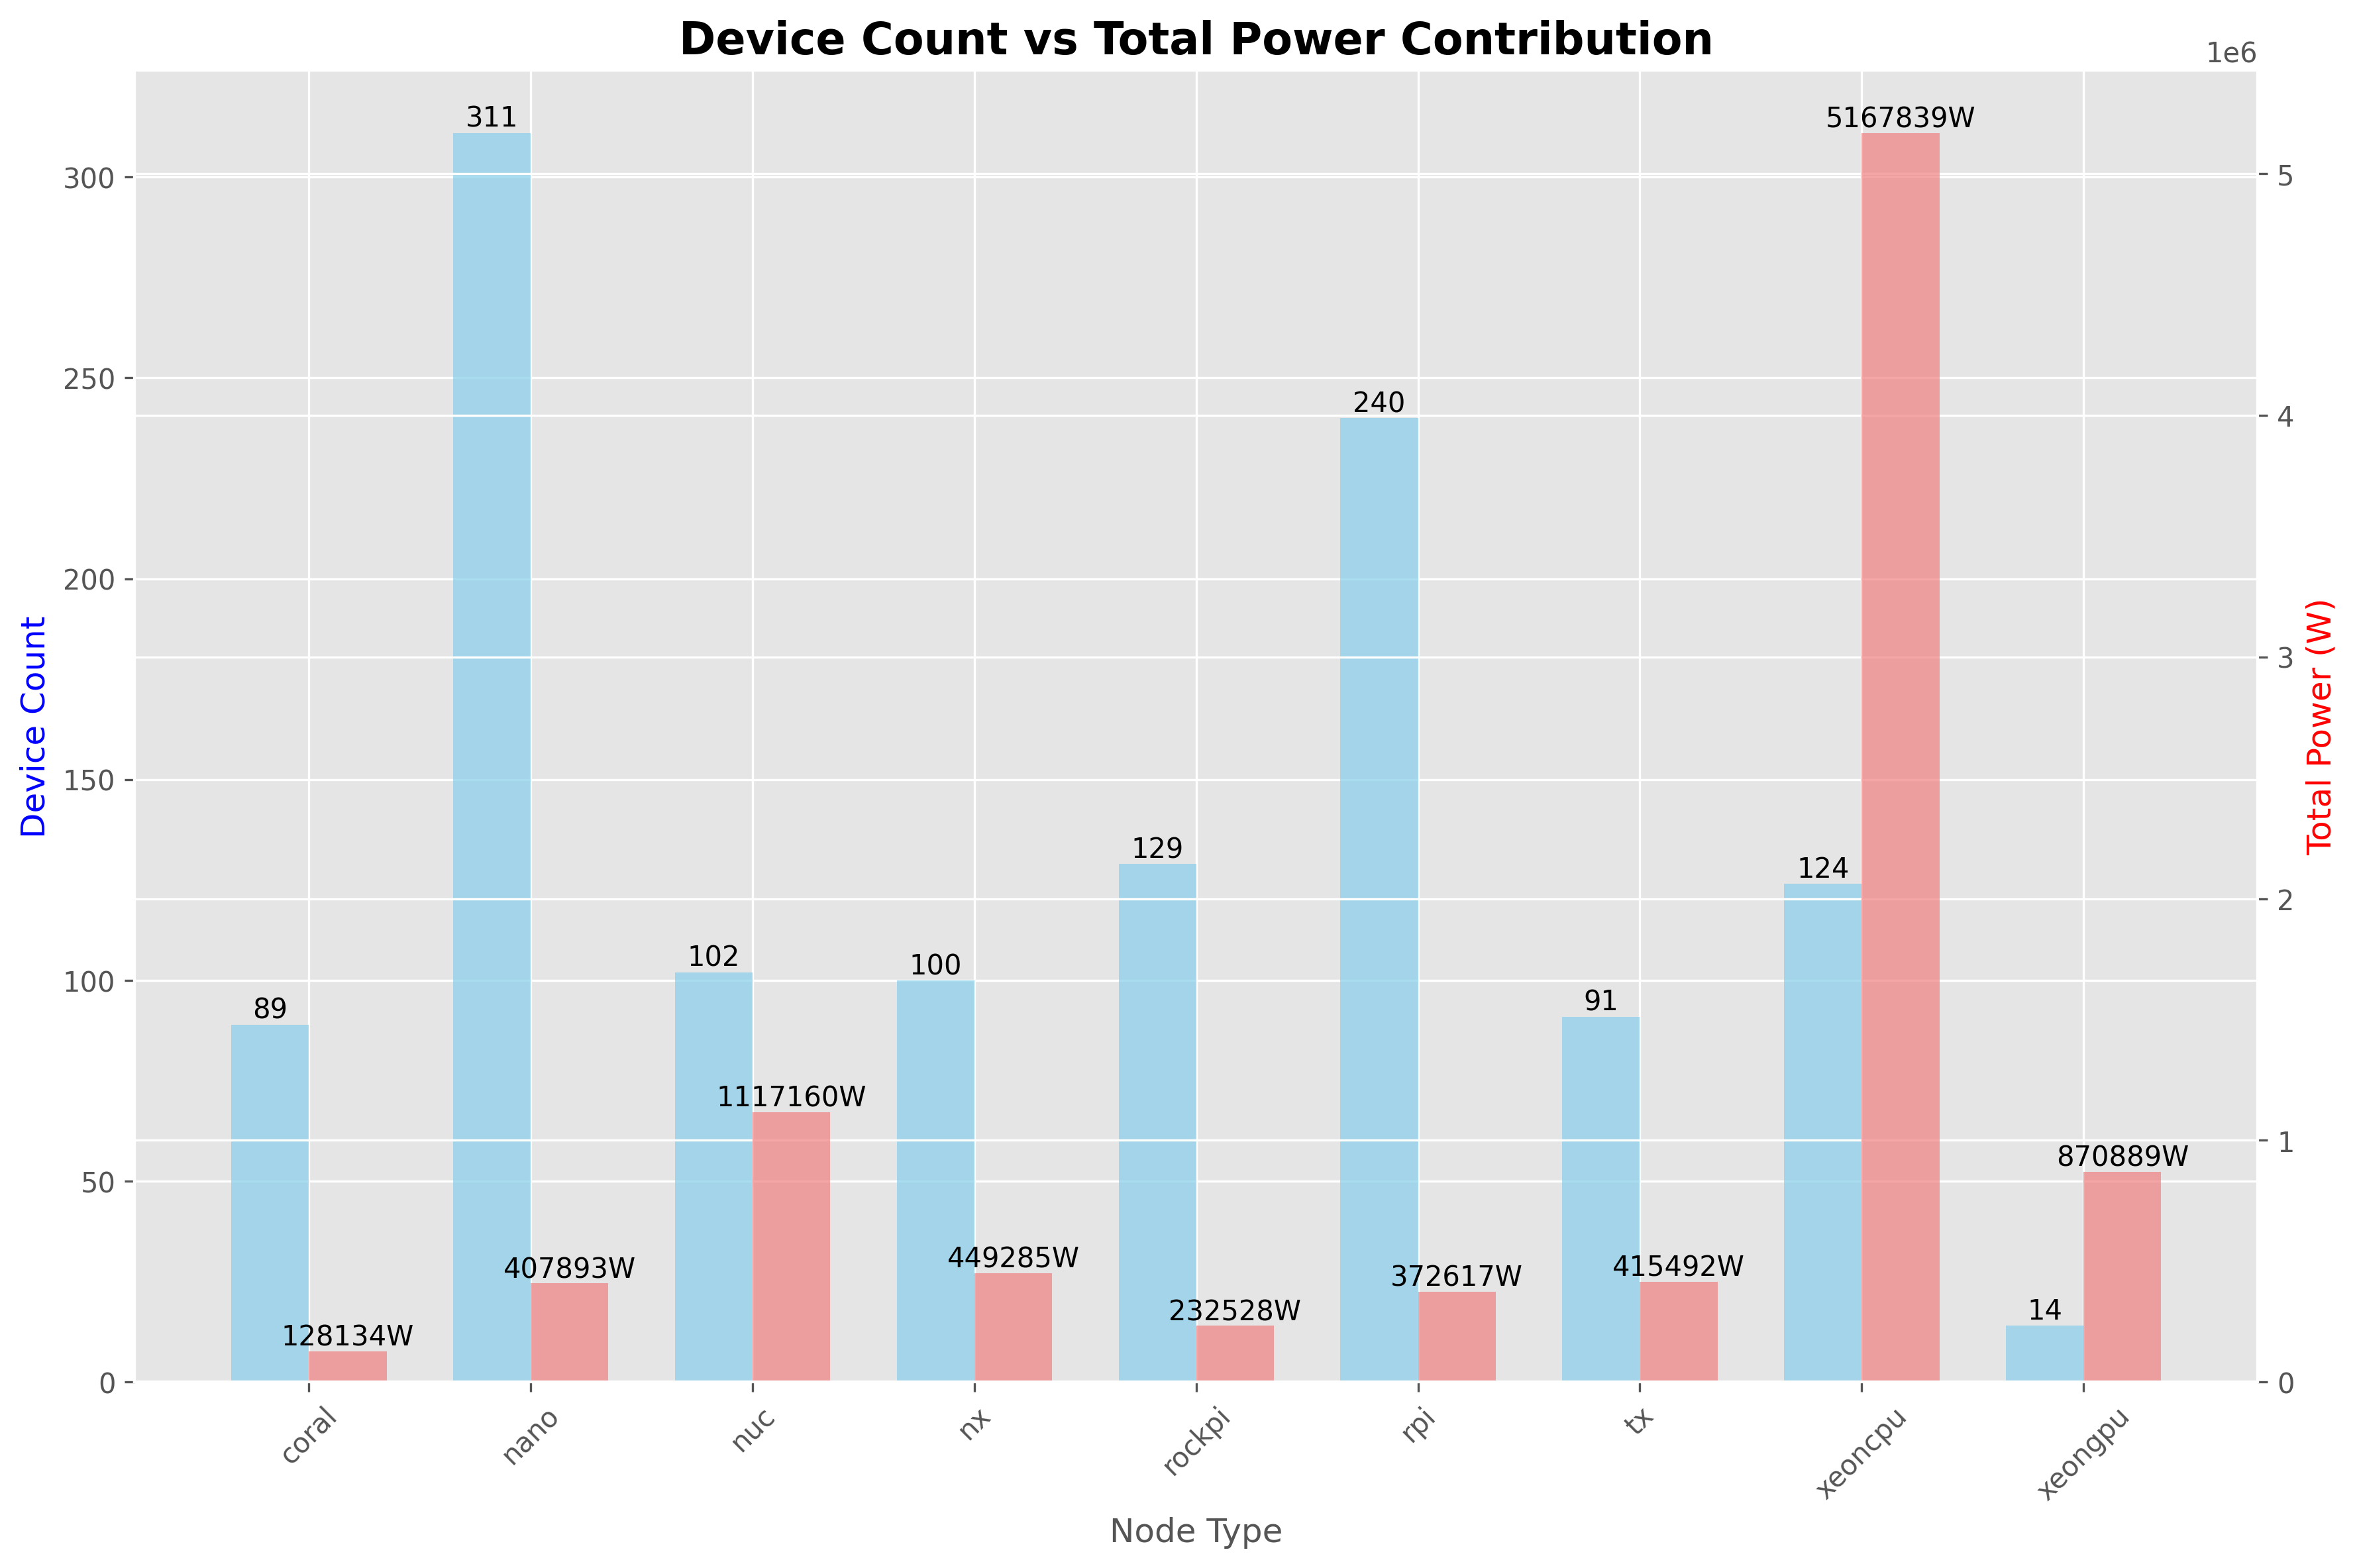 Device Count vs Total Power Contribution
1e6
311
5167839W
300
5
250
240
4
200
3
Device Count
Total Power (W)
150
129
124
2
102
100
100
89
91
1117160W
1
870889W
50
449285W
407893W
415492W
372617W
232528W
14
128134W
0
0
coral
nano
nuc
nx
rockpi
rpi
tx
xeoncpu
xeongpu
Node Type